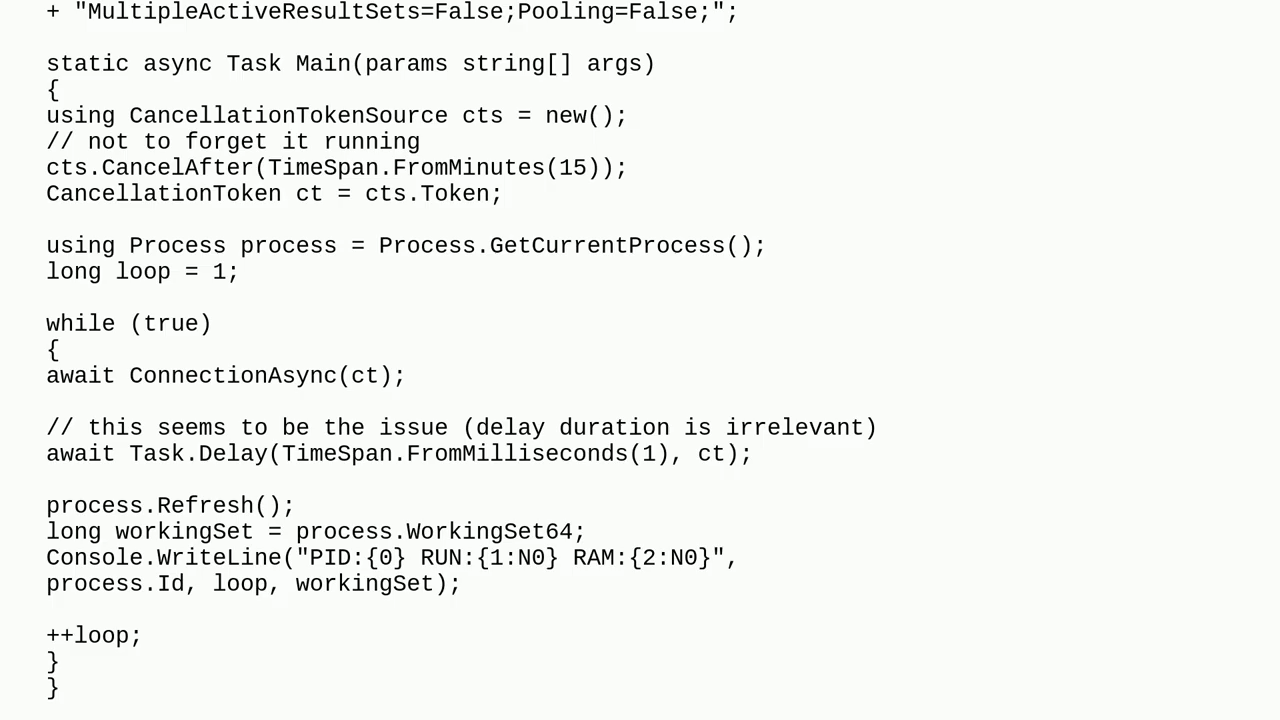 + "MultipleActiveResultSets=False;Pooling=False;";
static async Task Main(params string[] args)
{
using CancellationTokenSource cts = new();
// not to forget it running
cts.CancelAfter(TimeSpan.FromMinutes(15));
CancellationToken ct = cts.Token;
using Process process = Process.GetCurrentProcess();
long loop = 1;
while (true)
{
await ConnectionAsync(ct);
// this seems to be the issue (delay duration is irrelevant)
await Task.Delay(TimeSpan.FromMilliseconds(1), ct);
process.Refresh();
long workingSet = process.WorkingSet64;
Console.WriteLine("PID:{0} RUN:{1:N0} RAM:{2:N0}",
process.Id, loop, workingSet);
++loop;
}
}